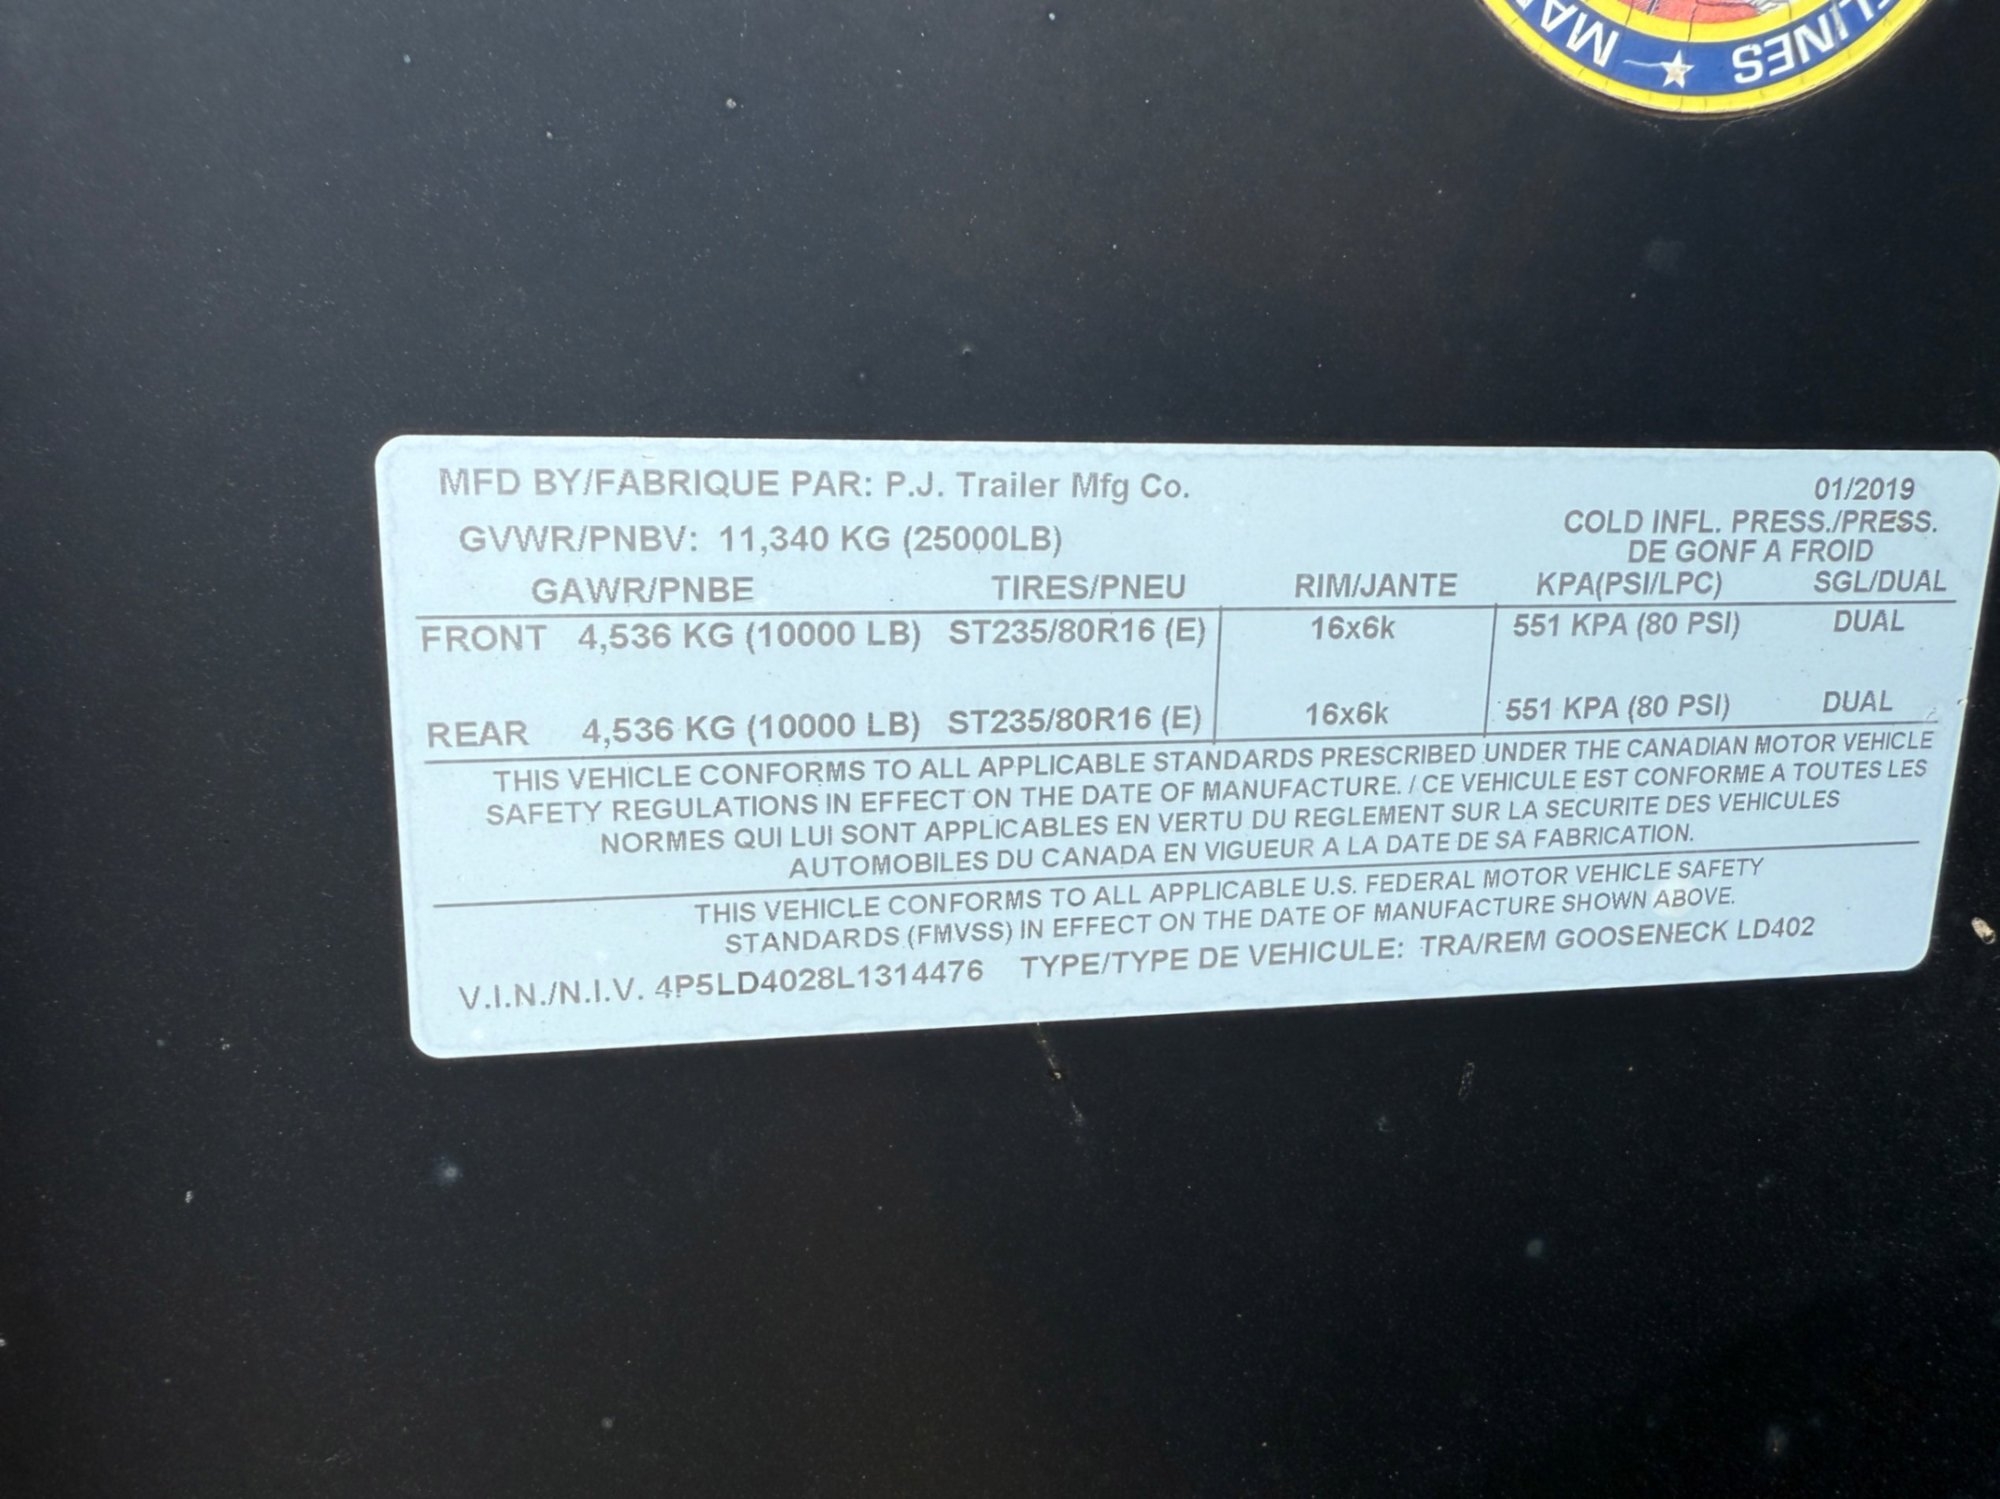 MAR ★ ELINES
MFD BY/FABRIQUE PAR: P.J. Trailer Mfg Co.
01/2019
GVWR/PNBV: 11,340 KG (25000LB)
COLD INFL. PRESS./PRESS.
DE GONF A FROID
GAWR/PNBE TIRES/PNEU RIM/JANTE KPA(PSI/LPC) SGL/DUAL
FRONT 4,536 KG (10000 LB) ST235/80R16 (E) 16x6k 551 KPA (80 PSI) DUAL
REAR 4,536 KG (10000 LB) ST235/80R16 (E) 16x6k 551 KPA (80 PSI) DUAL
THIS VEHICLE CONFORMS TO ALL APPLICABLE STANDARDS PRESCRIBED UNDER THE CANADIAN MOTOR VEHICLE
SAFETY REGULATIONS IN EFFECT ON THE DATE OF MANUFACTURE. / CE VEHICULE EST CONFORME A TOUTES LES
NORMES QUI LUI SONT APPLICABLES EN VERTU DU REGLEMENT SUR LA SECURITE DES VEHICULES
AUTOMOBILES DU CANADA EN VIGUEUR A LA DATE DE SA FABRICATION.
THIS VEHICLE CONFORMS TO ALL APPLICABLE U.S. FEDERAL MOTOR VEHICLE SAFETY
STANDARDS (FMVSS) IN EFFECT ON THE DATE OF MANUFACTURE SHOWN ABOVE.
V.I.N./N.I.V. 4P5LD4028L1314476 TYPE/TYPE DE VEHICULE: TRA/REM GOOSENECK LD402